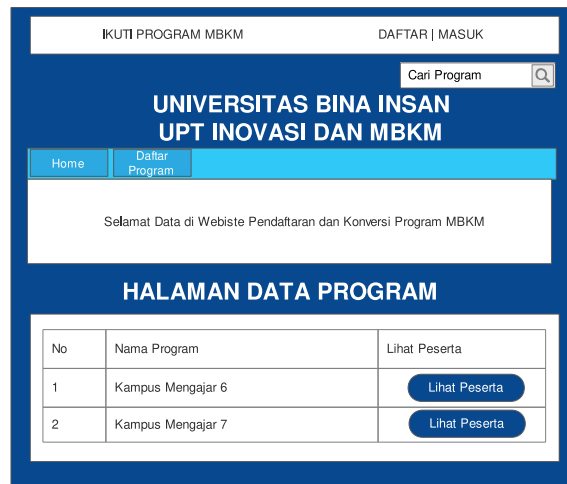 IKUTI PROGRAM MBKM DAFTAR | MASUK
Cari Program
UNIVERSITAS BINA INSAN
UPT INOVASI DAN MBKM
Home
Daftar
Program
Selamat Data di Webiste Pendaftaran dan Konversi Program MBKM
HALAMAN DATA PROGRAM
No Nama Program Lihat Peserta
1 Kampus Mengajar 6 Lihat Peserta
2 Kampus Mengajar 7 Lihat Peserta